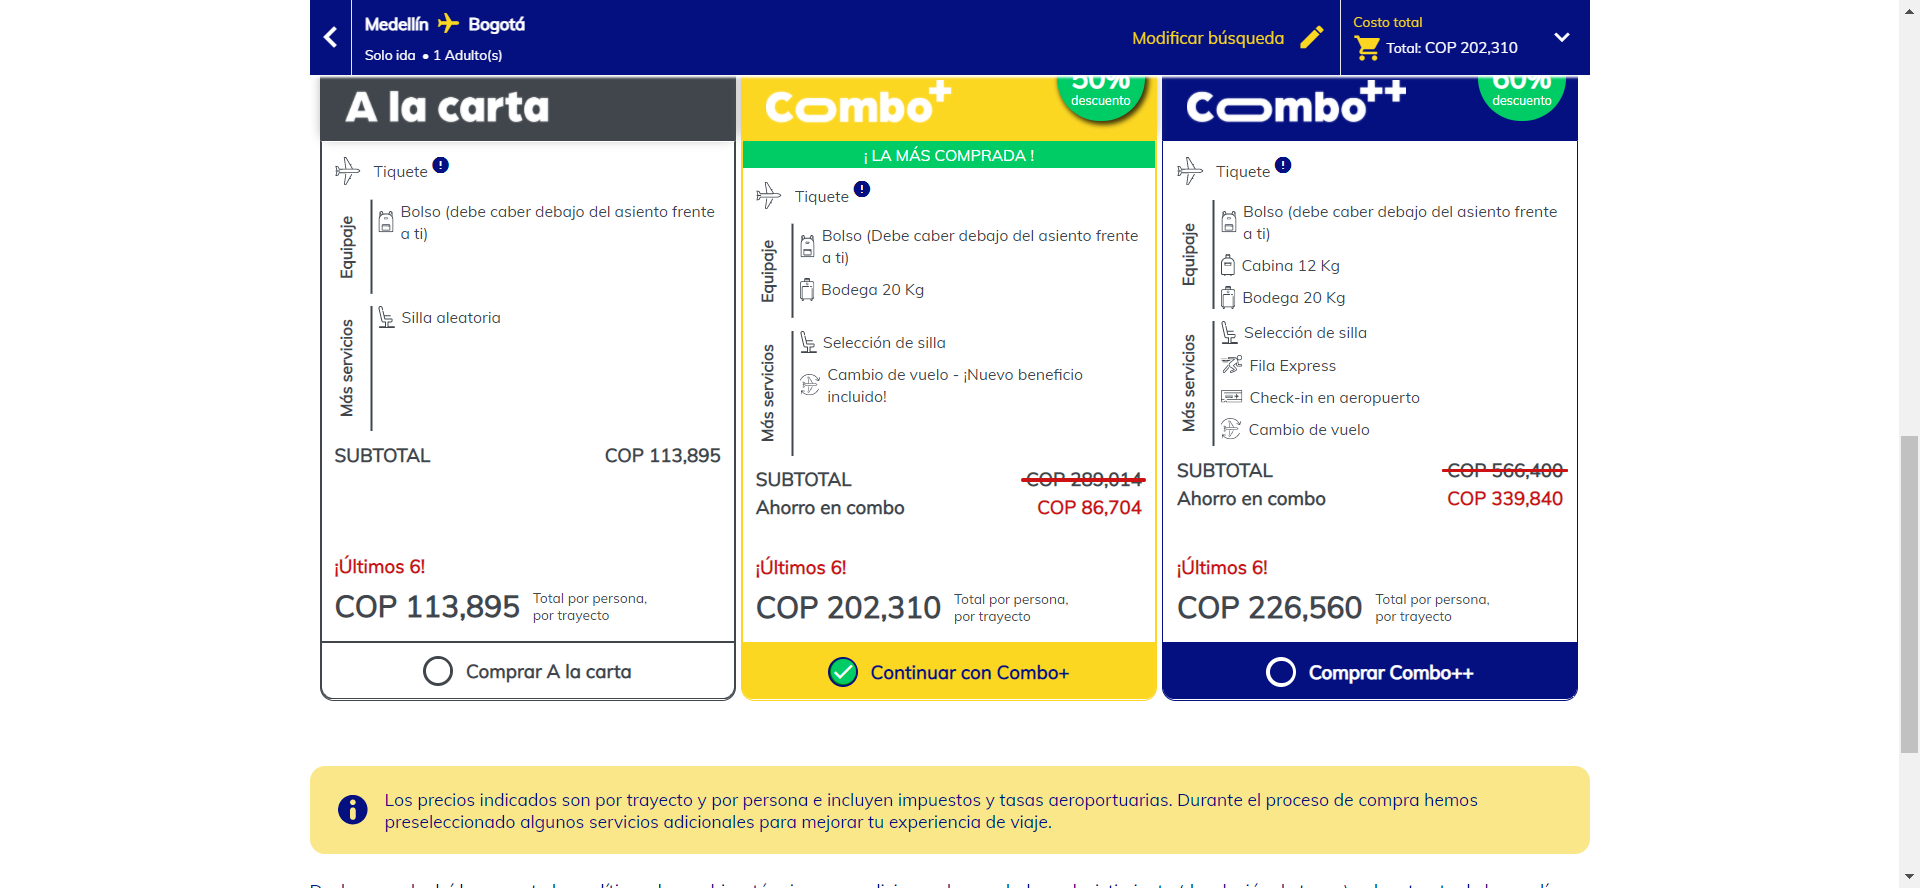 Medellín Bogotá
Solo ida • 1 Adulto(s)
Modificar búsqueda
Costo total
Total: COP 202,310
A la carta
Tiquete
Equipaje
Bolso (debe caber debajo del asiento frente
a ti)
Más servicios
Silla aleatoria
SUBTOTAL COP 113,895
¡Últimos 6!
COP 113,895
Total por persona,
por trayecto
Comprar A la carta
Combo+
50%
descuento
¡ LA MÁS COMPRADA !
Tiquete
Equipaje
Bolso (Debe caber debajo del asiento frente
a ti)
Bodega 20 Kg
Más servicios
Selección de silla
Cambio de vuelo - ¡Nuevo beneficio
incluido!
SUBTOTAL COP 289,014
Ahorro en combo COP 86,704
¡Últimos 6!
COP 202,310
Total por persona,
por trayecto
Continuar con Combo+
Combo++
60%
descuento
Tiquete
Equipaje
Bolso (debe caber debajo del asiento frente
a ti)
Cabina 12 Kg
Bodega 20 Kg
Más servicios
Selección de silla
Fila Express
Check-in en aeropuerto
Cambio de vuelo
SUBTOTAL COP 566,400
Ahorro en combo COP 339,840
¡Últimos 6!
COP 226,560
Total por persona,
por trayecto
Comprar Combo++
Los precios indicados son por trayecto y por persona e incluyen impuestos y tasas aeroportuarias. Durante el proceso de compra hemos
preseleccionado algunos servicios adicionales para mejorar tu experiencia de viaje.